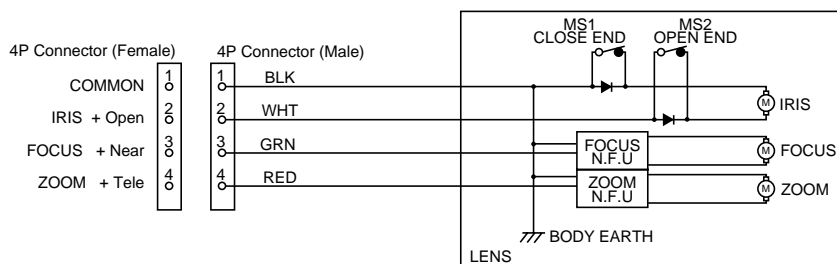 4P Connector (Female)
4P Connector (Male)
MS1
CLOSE END
MS2
OPEN END
COMMON
1
1
BLK
IRIS + Open
2
2
WHT
M
IRIS
FOCUS + Near
3
3
GRN
FOCUS
N.F.U
M
FOCUS
ZOOM + Tele
4
4
RED
ZOOM
N.F.U
M
ZOOM
BODY EARTH
LENS